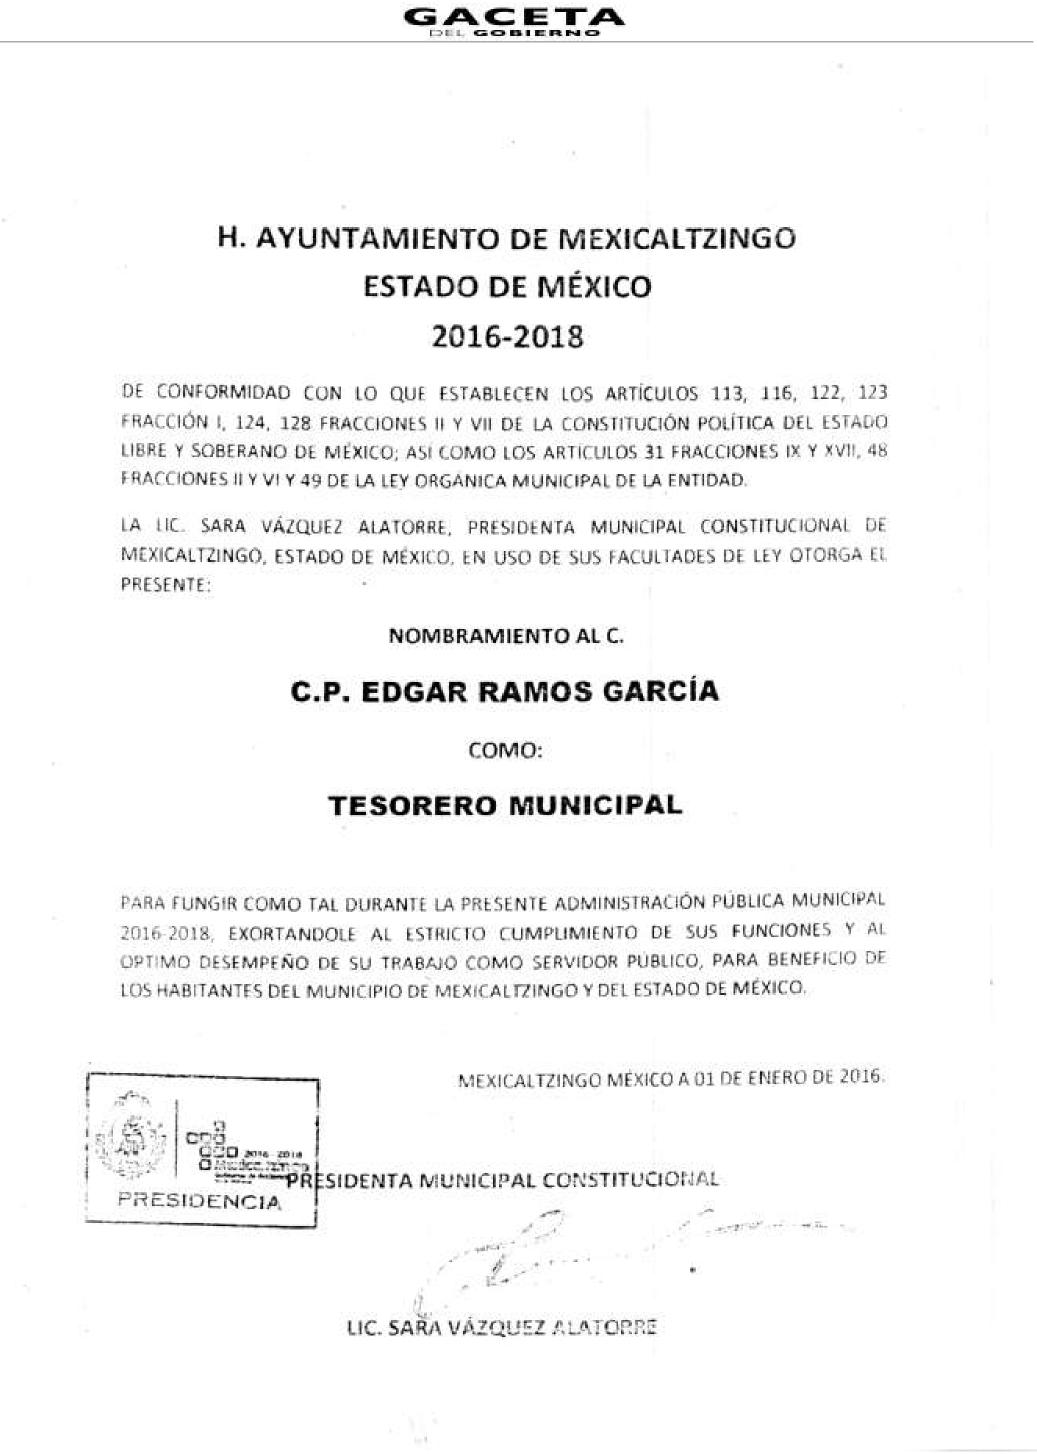 GACETA
DEL GOBIERNO
H. AYUNTAMIENTO DE MEXICALTZINGO
ESTADO DE MÉXICO
2016-2018
DE CONFORMIDAD CON LO QUE ESTABLECEN LOS ARTÍCULOS 113, 116, 122, 123
FRACCIÓN I, 124, 128 FRACCIONES II Y VII DE LA CONSTITUCIÓN POLÍTICA DEL ESTADO
LIBRE Y SOBERANO DE MÉXICO; ASI COMO LOS ARTICULOS 31 FRACCIONES IX Y XVII, 48
FRACCIONES II Y VI Y 49 DE LA LEY ORGANICA MUNICIPAL DE LA ENTIDAD.
LA LIC. SARA VÁZQUEZ ALATORRE, PRESIDENTA MUNICIPAL CONSTITUCIONAL DE
MEXICALTZINGO, ESTADO DE MÉXICO, EN USO DE SUS FACULTADES DE LEY OTORGA EL
PRESENTE:
NOMBRAMIENTO AL C.
C.P. EDGAR RAMOS GARCÍA
COMO:
TESORERO MUNICIPAL
PARA FUNGIR COMO TAL DURANTE LA PRESENTE ADMINISTRACIÓN PÚBLICA MUNICIPAL
2016-2018, EXORTANDOLE AL ESTRICTO CUMPLIMIENTO DE SUS FUNCIONES Y AL
OPTIMO DESEMPEÑO DE SU TRABAJO COMO SERVIDOR PUBLICO, PARA BENEFICIO DE
LOS HABITANTES DEL MUNICIPIO DE MEXICALTZINGO Y DEL ESTADO DE MÉXICO.
MEXICALTZINGO MÉXICO A 01 DE ENERO DE 2016.
2016 - 2018
Mexicaltzingo
PRESIDENCIA
PRESIDENTA MUNICIPAL CONSTITUCIONAL
LIC. SARA VÁZQUEZ ALATORRE